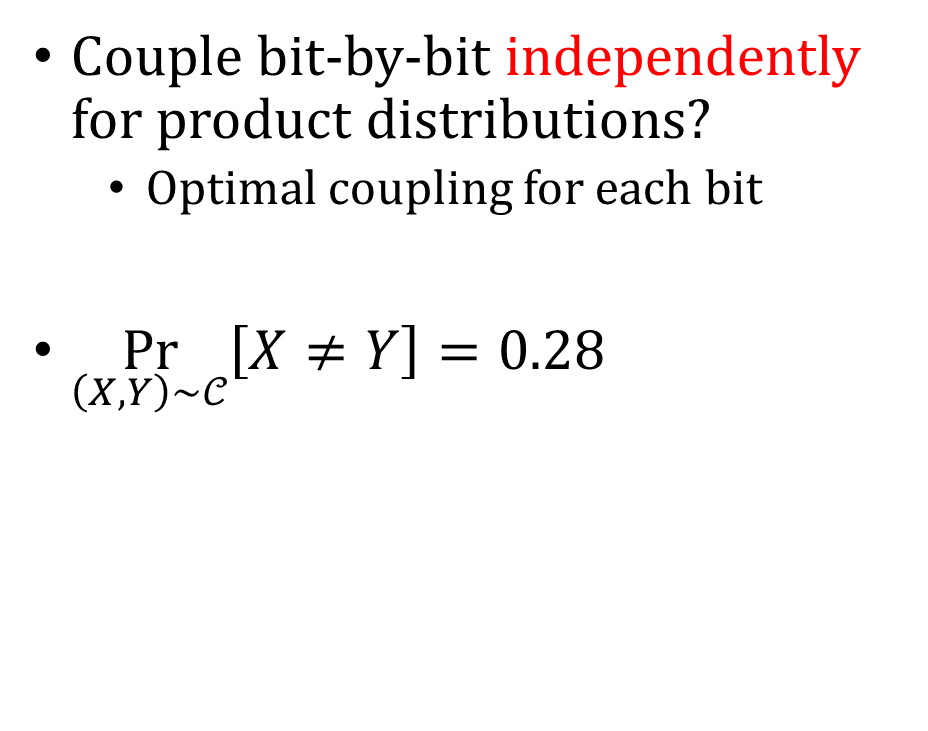 • Couple bit-by-bit independently
for product distributions?
• Optimal coupling for each bit
• Pr [X ≠ Y] = 0.28
(X,Y)~𝒞